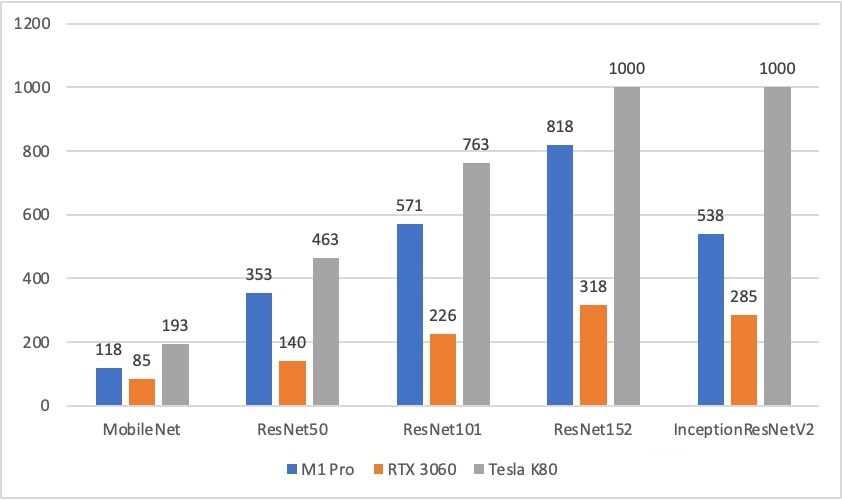 1200
1000
800
600
400
200
0
118 85 193
353 140 463
571 226 763
818 318 1000
538 285 1000
MobileNet ResNet50 ResNet101 ResNet152 InceptionResNetV2
M1 Pro RTX 3060 Tesla K80